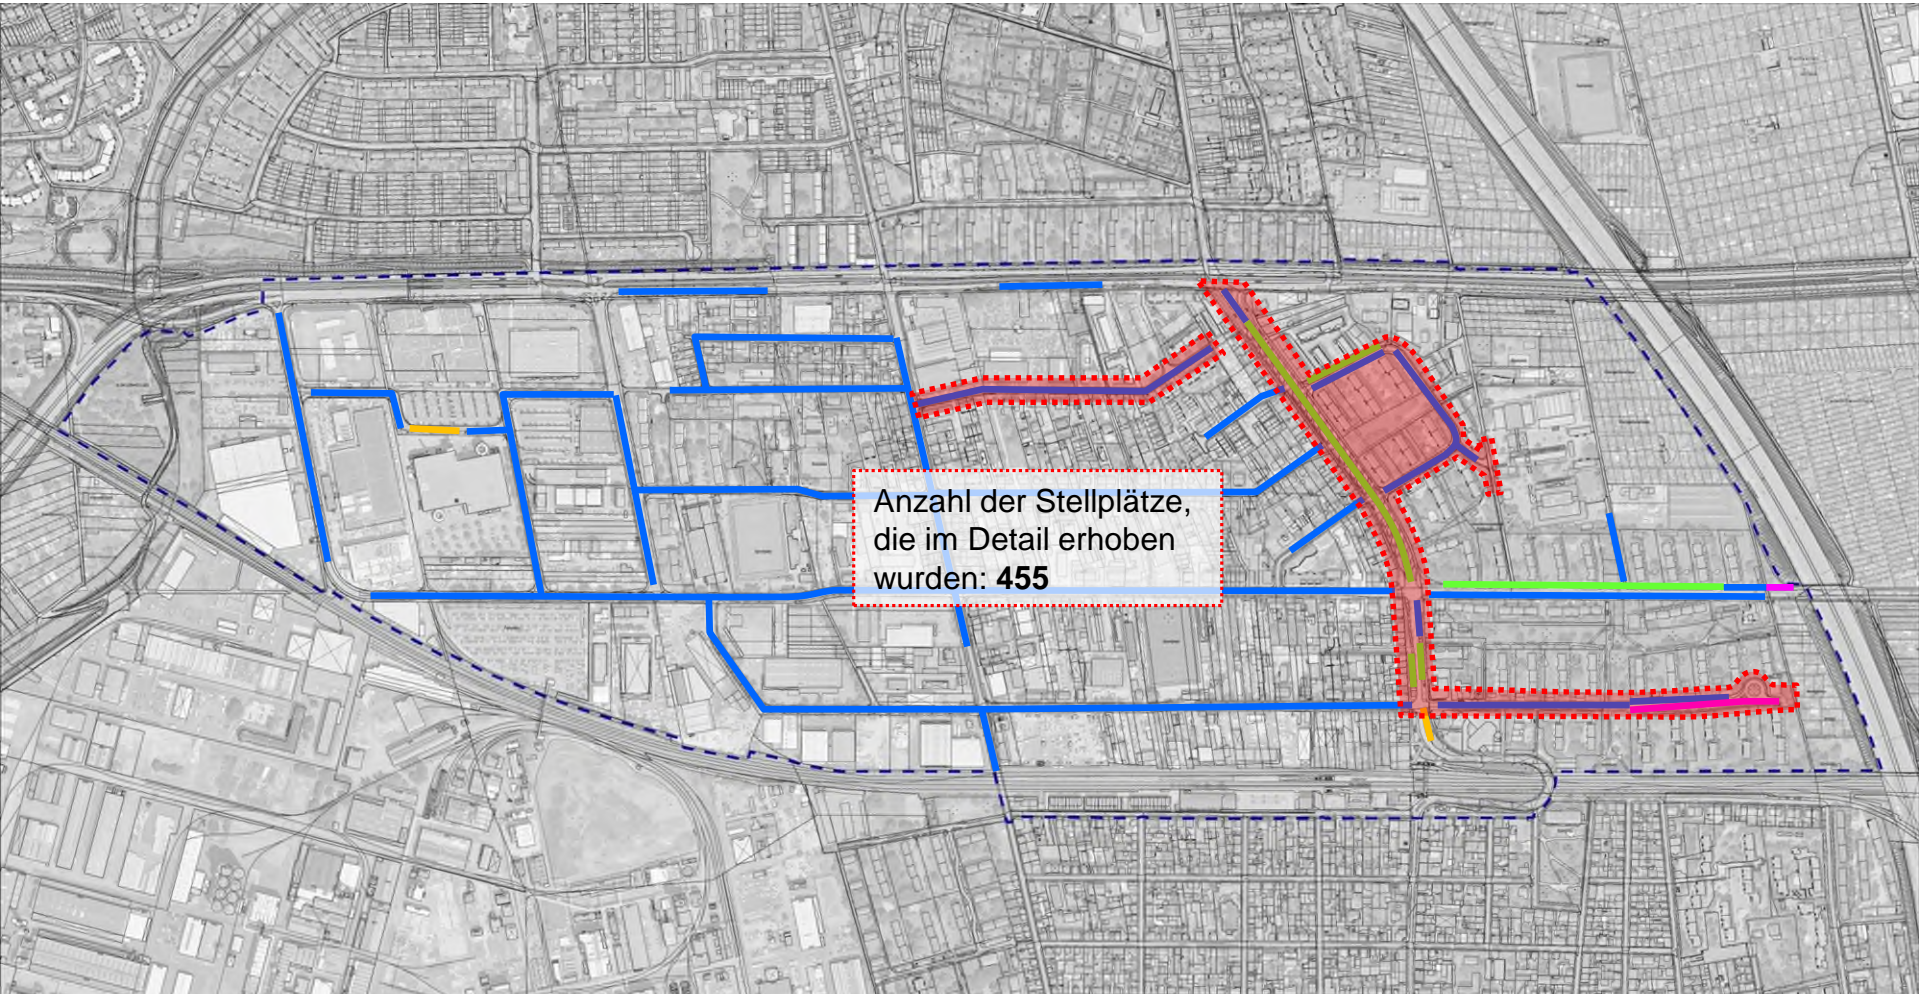 Anzahl der Stellplätze,
die im Detail erhoben
wurden: 455